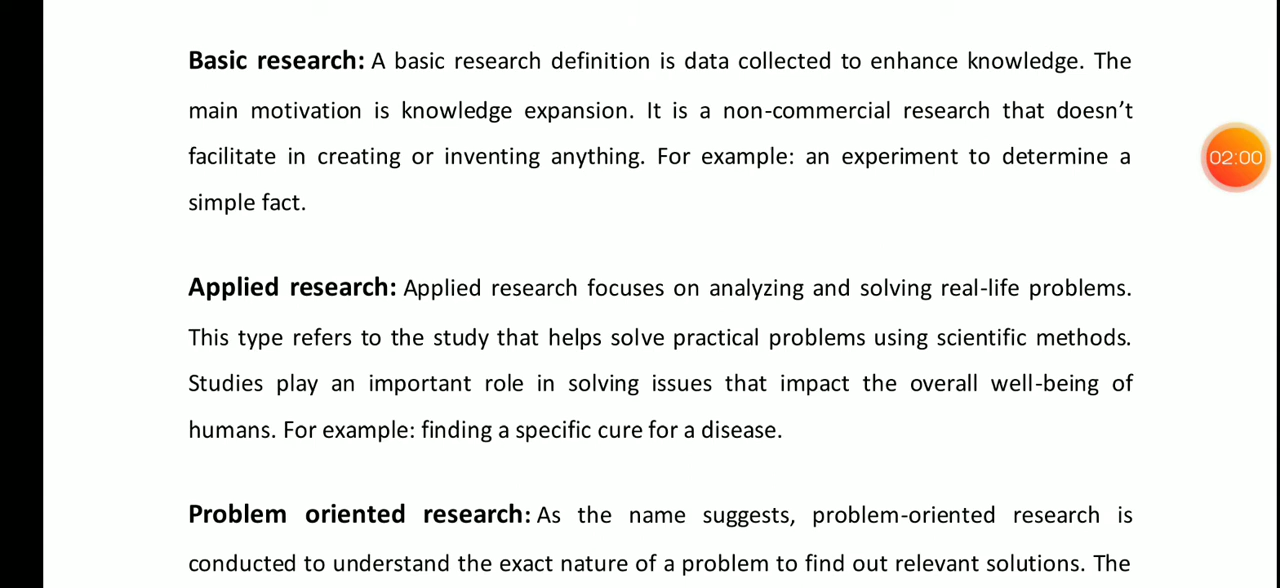 Basic research: A basic research definition is data collected to enhance knowledge. The
main motivation is knowledge expansion. It is a non-commercial research that doesn’t
facilitate in creating or inventing anything. For example: an experiment to determine a
simple fact.
02:00
Applied research: Applied research focuses on analyzing and solving real-life problems.
This type refers to the study that helps solve practical problems using scientific methods.
Studies play an important role in solving issues that impact the overall well-being of
humans. For example: finding a specific cure for a disease.
Problem oriented research: As the name suggests, problem-oriented research is
conducted to understand the exact nature of a problem to find out relevant solutions. The